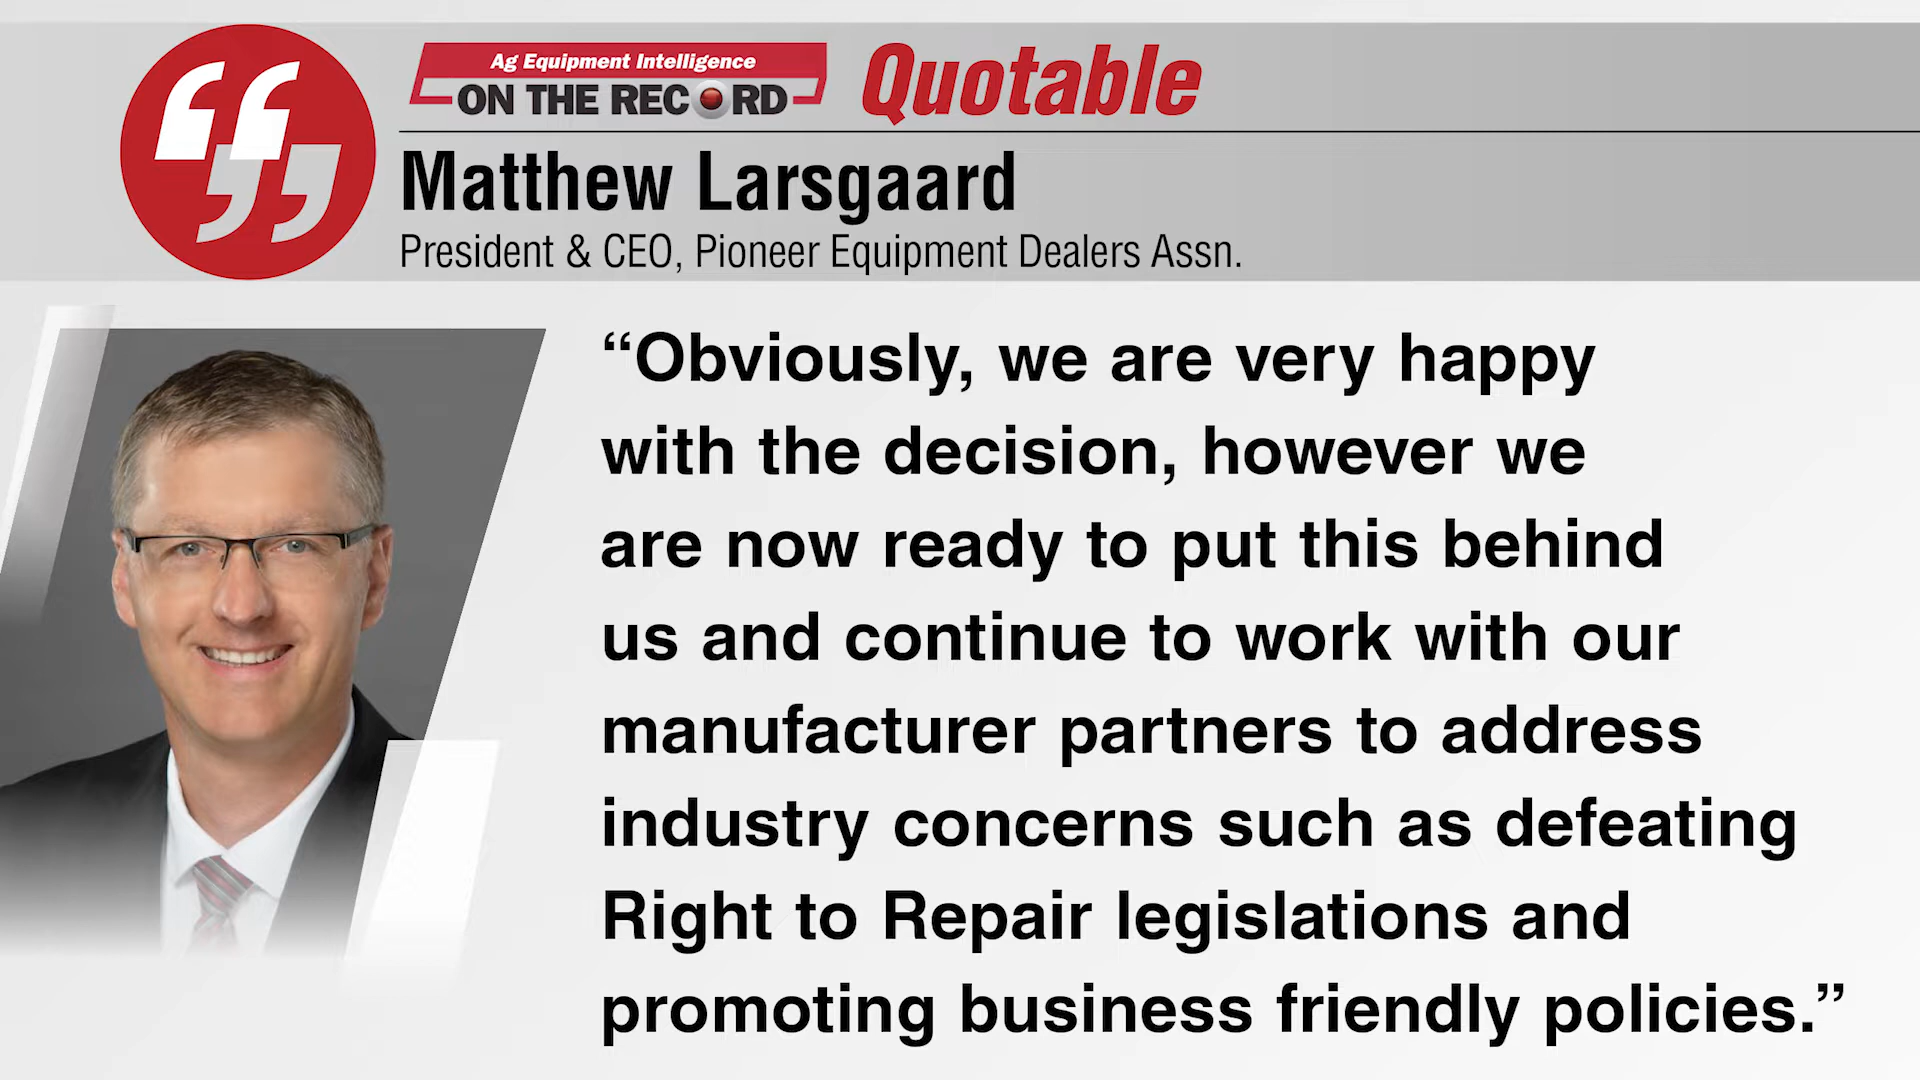 Ag Equipment Intelligence
ON THE RECORD
Quotable
Matthew Larsgaard
President & CEO, Pioneer Equipment Dealers Assn.
“Obviously, we are very happy
with the decision, however we
are now ready to put this behind
us and continue to work with our
manufacturer partners to address
industry concerns such as defeating
Right to Repair legislations and
promoting business friendly policies.”